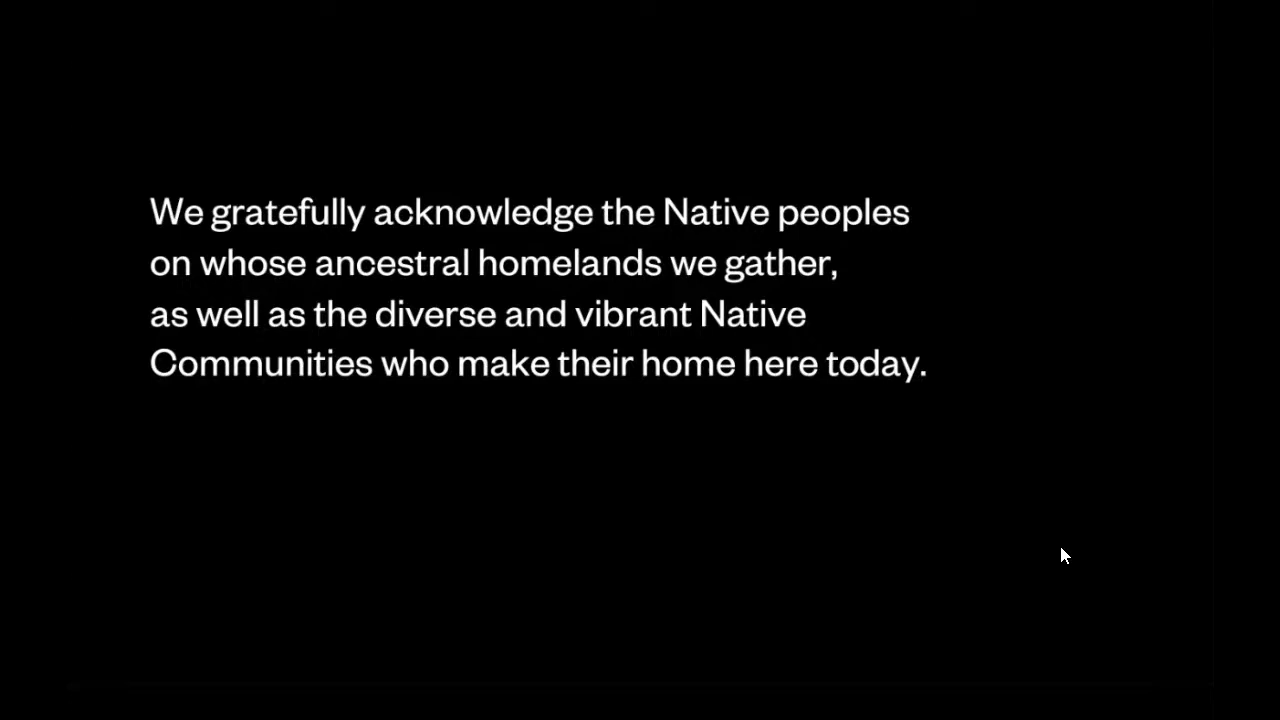 We gratefully acknowledge the Native peoples
on whose ancestral homelands we gather,
as well as the diverse and vibrant Native
Communities who make their home here today.